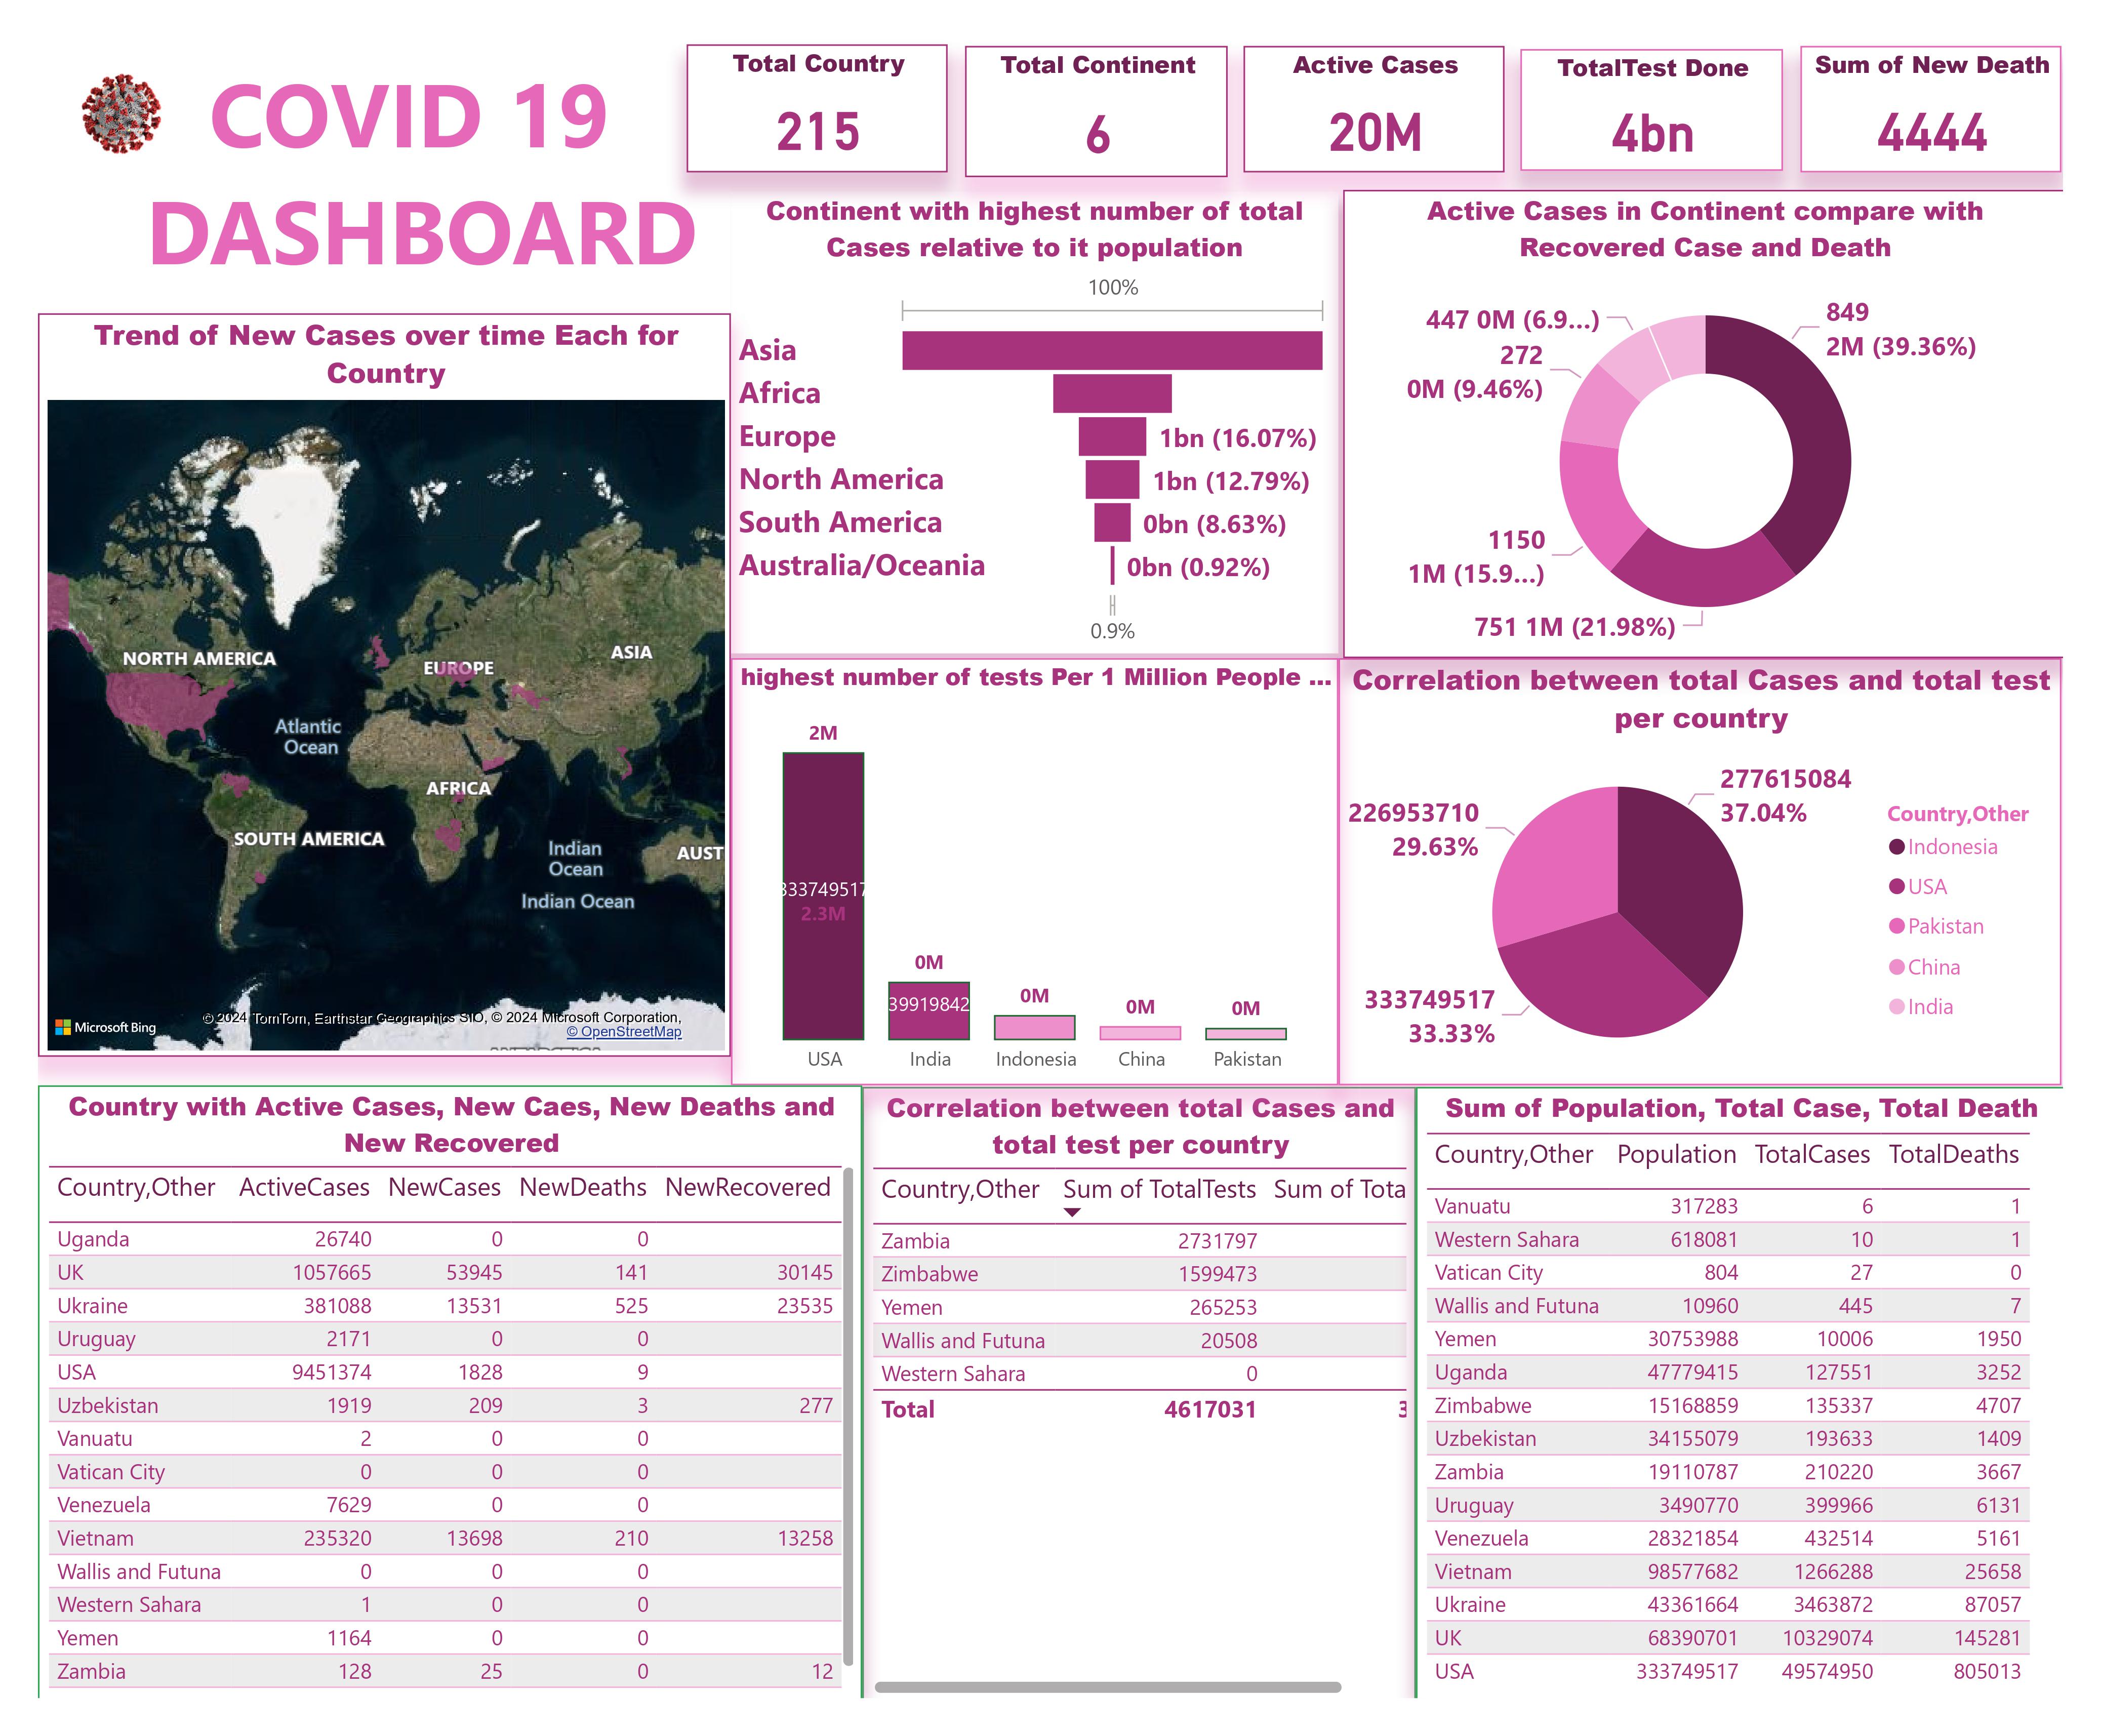 COVID 19
DASHBOARD
Total Country
215
Total Continent
6
Active Cases
20M
TotalTest Done
4bn
Sum of New Death
4444
Trend of New Cases over time Each for
Country
NORTH AMERICA
EUROPE
ASIA
Atlantic
Ocean
AFRICA
SOUTH AMERICA
Indian
Ocean
AUST
Indian Ocean
Microsoft Bing
© 2024 TomTom, Earthstar Geographics SIO, © 2024 Microsoft Corporation,
© OpenStreetMap
Continent with highest number of total
Cases relative to it population
100%
Asia
Africa
Europe 1bn (16.07%)
North America 1bn (12.79%)
South America 0bn (8.63%)
Australia/Oceania 0bn (0.92%)
0.9%
Active Cases in Continent compare with
Recovered Case and Death
447 0M (6.9...)
849
2M (39.36%)
272
0M (9.46%)
1150
1M (15.9...)
751 1M (21.98%)
highest number of tests Per 1 Million People ...
2M
333749517
2.3M
0M
39919842
0M
0M
0M
USA India Indonesia China Pakistan
Correlation between total Cases and total test
per country
277615084
37.04%
226953710
29.63%
333749517
33.33%
Country,Other
Indonesia
USA
Pakistan
China
India
Country with Active Cases, New Caes, New Deaths and
New Recovered
Country,Other ActiveCases NewCases NewDeaths NewRecovered
Uganda 26740 0 0
UK 1057665 53945 141 30145
Ukraine 381088 13531 525 23535
Uruguay 2171 0 0
USA 9451374 1828 9
Uzbekistan 1919 209 3 277
Vanuatu 2 0 0
Vatican City 0 0 0
Venezuela 7629 0 0
Vietnam 235320 13698 210 13258
Wallis and Futuna 0 0 0
Western Sahara 1 0 0
Yemen 1164 0 0
Zambia 128 25 0 12
Correlation between total Cases and
total test per country
Country,Other Sum of TotalTests Sum of Tota
Zambia 2731797
Zimbabwe 1599473
Yemen 265253
Wallis and Futuna 20508
Western Sahara 0
Total 4617031 3
Sum of Population, Total Case, Total Death
Country,Other Population TotalCases TotalDeaths
Vanuatu 317283 6 1
Western Sahara 618081 10 1
Vatican City 804 27 0
Wallis and Futuna 10960 445 7
Yemen 30753988 10006 1950
Uganda 47779415 127551 3252
Zimbabwe 15168859 135337 4707
Uzbekistan 34155079 193633 1409
Zambia 19110787 210220 3667
Uruguay 3490770 399966 6131
Venezuela 28321854 432514 5161
Vietnam 98577682 1266288 25658
Ukraine 43361664 3463872 87057
UK 68390701 10329074 145281
USA 333749517 49574950 805013